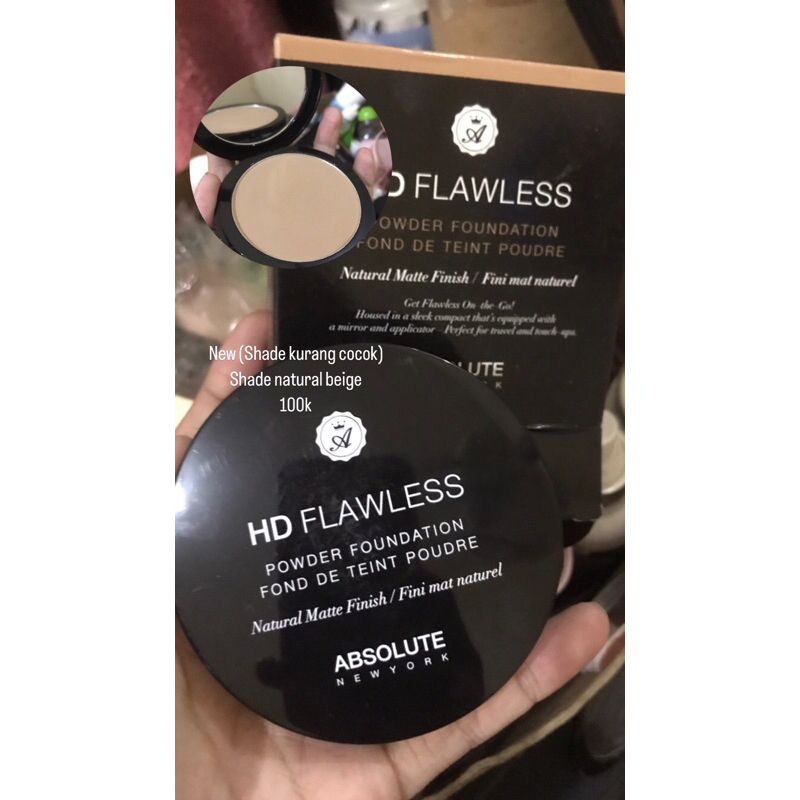 D FLAWLESS
OWDER FOUNDATION
FOND DE TEINT POUDRE
Natural Matte Finish / Fini mat naturel
Get Flawless On-the-Go!
Housed in a sleek compact that's equipped with
a mirror and applicator - Perfect for travel and touch-ups.
LUTE
R K
New (Shade kurang cocok)
Shade natural beige
100k
A
HD FLAWLESS
POWDER FOUNDATION
FOND DE TEINT POUDRE
Natural Matte Finish / Fini mat naturel
ABSOLUTE
NEW YORK